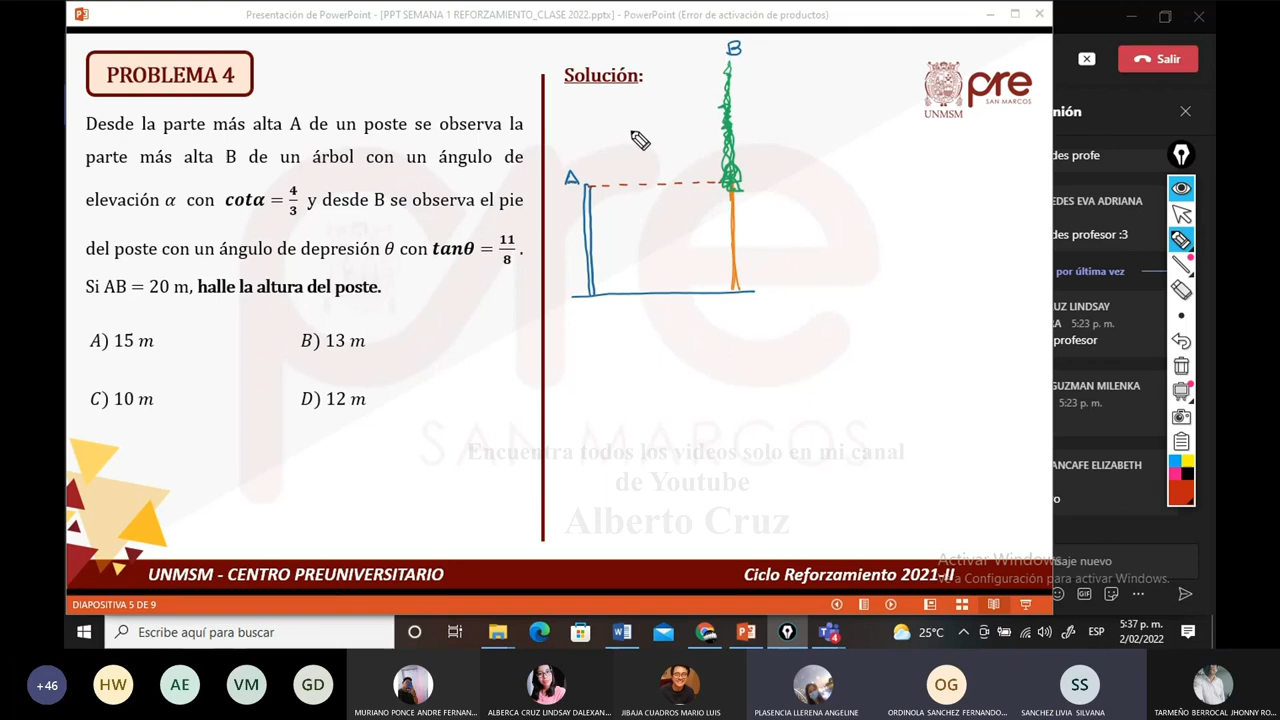 Presentación de PowerPoint - [PPT SEMANA 1 REFORZAMIENTO_CLASE 2022.pptx] - PowerPoint (Error de activación de productos)
PROBLEMA 4
Desde la parte más alta A de un poste se observa la
parte más alta B de un árbol con un ángulo de
elevación α con cotα = 4/3 y desde B se observa el pie
del poste con un ángulo de depresión θ con tanθ = 11/8 .
Si AB = 20 m, halle la altura del poste.
A) 15 m
B) 13 m
C) 10 m
D) 12 m
Solución:
B
A
UNMSM
pre
SAN MARCOS
pre
SAN MARCOS
Encuentra todos los videos solo en mi canal
de Youtube
Alberto Cruz
UNMSM - CENTRO PREUNIVERSITARIO
Ciclo Reforzamiento 2021-II
DIAPOSITIVA 5 DE 9
Salir
nión
des profe
EDES EVA ADRIANA
des profesor :3
por última vez
UZ LINDSAY
A 5:23 p. m.
profesor
GUZMAN MILENKA
5:23 p. m.
ANCAFE ELIZABETH
o
Activar Windows
Ve a Configuración para activar Windows.
saje nuevo
GIF
Escribe aquí para buscar
25°C
ESP
5:37 p. m.
2/02/2022
+46
HW
AE
VM
GD
OG
SS
MURIANO PONCE ANDRE FERNAN...
ALBERCA CRUZ LINDSAY DALEXAN...
JIBAJA CUADROS MARIO LUIS
PLASENCIA LLERENA ANGELINE
ORDINOLA SANCHEZ FERNANDO...
SANCHEZ LIVIA SILVANA
TARMEÑO BERROCAL JHONNY RO...